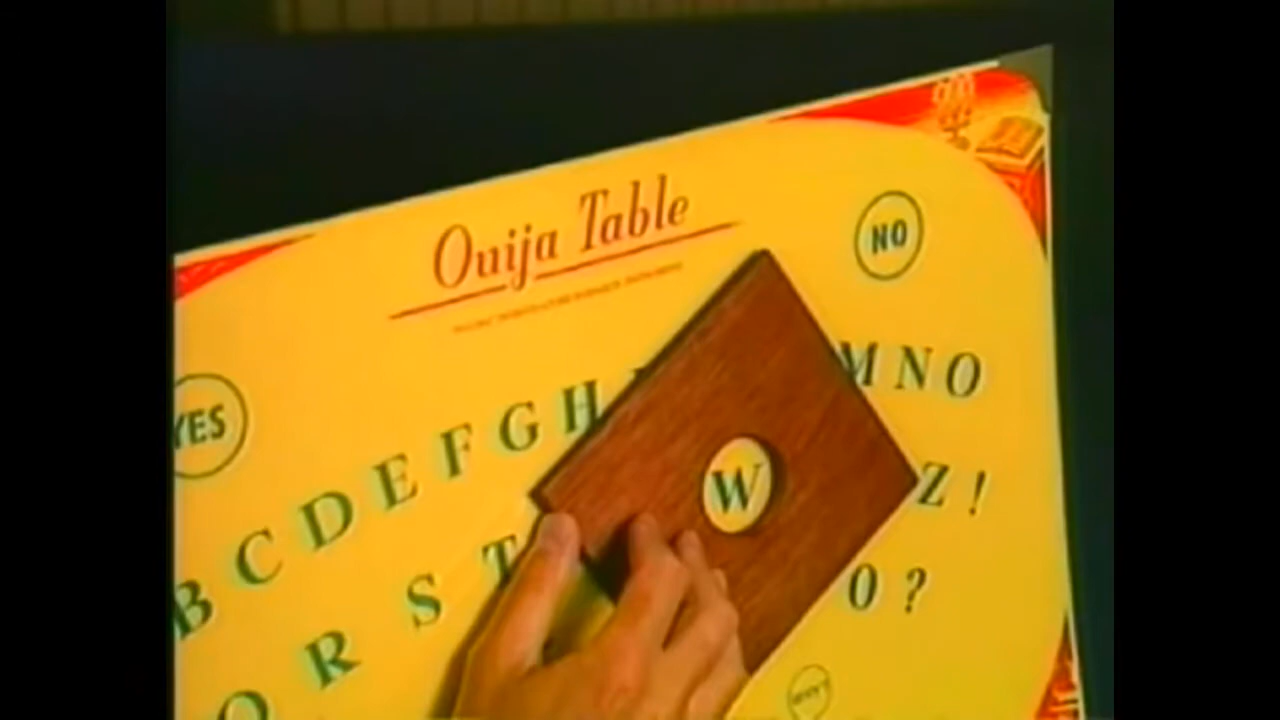 Ouija Table
NO
YES
B C D E F G H M N O
R S T W Z !
O ?